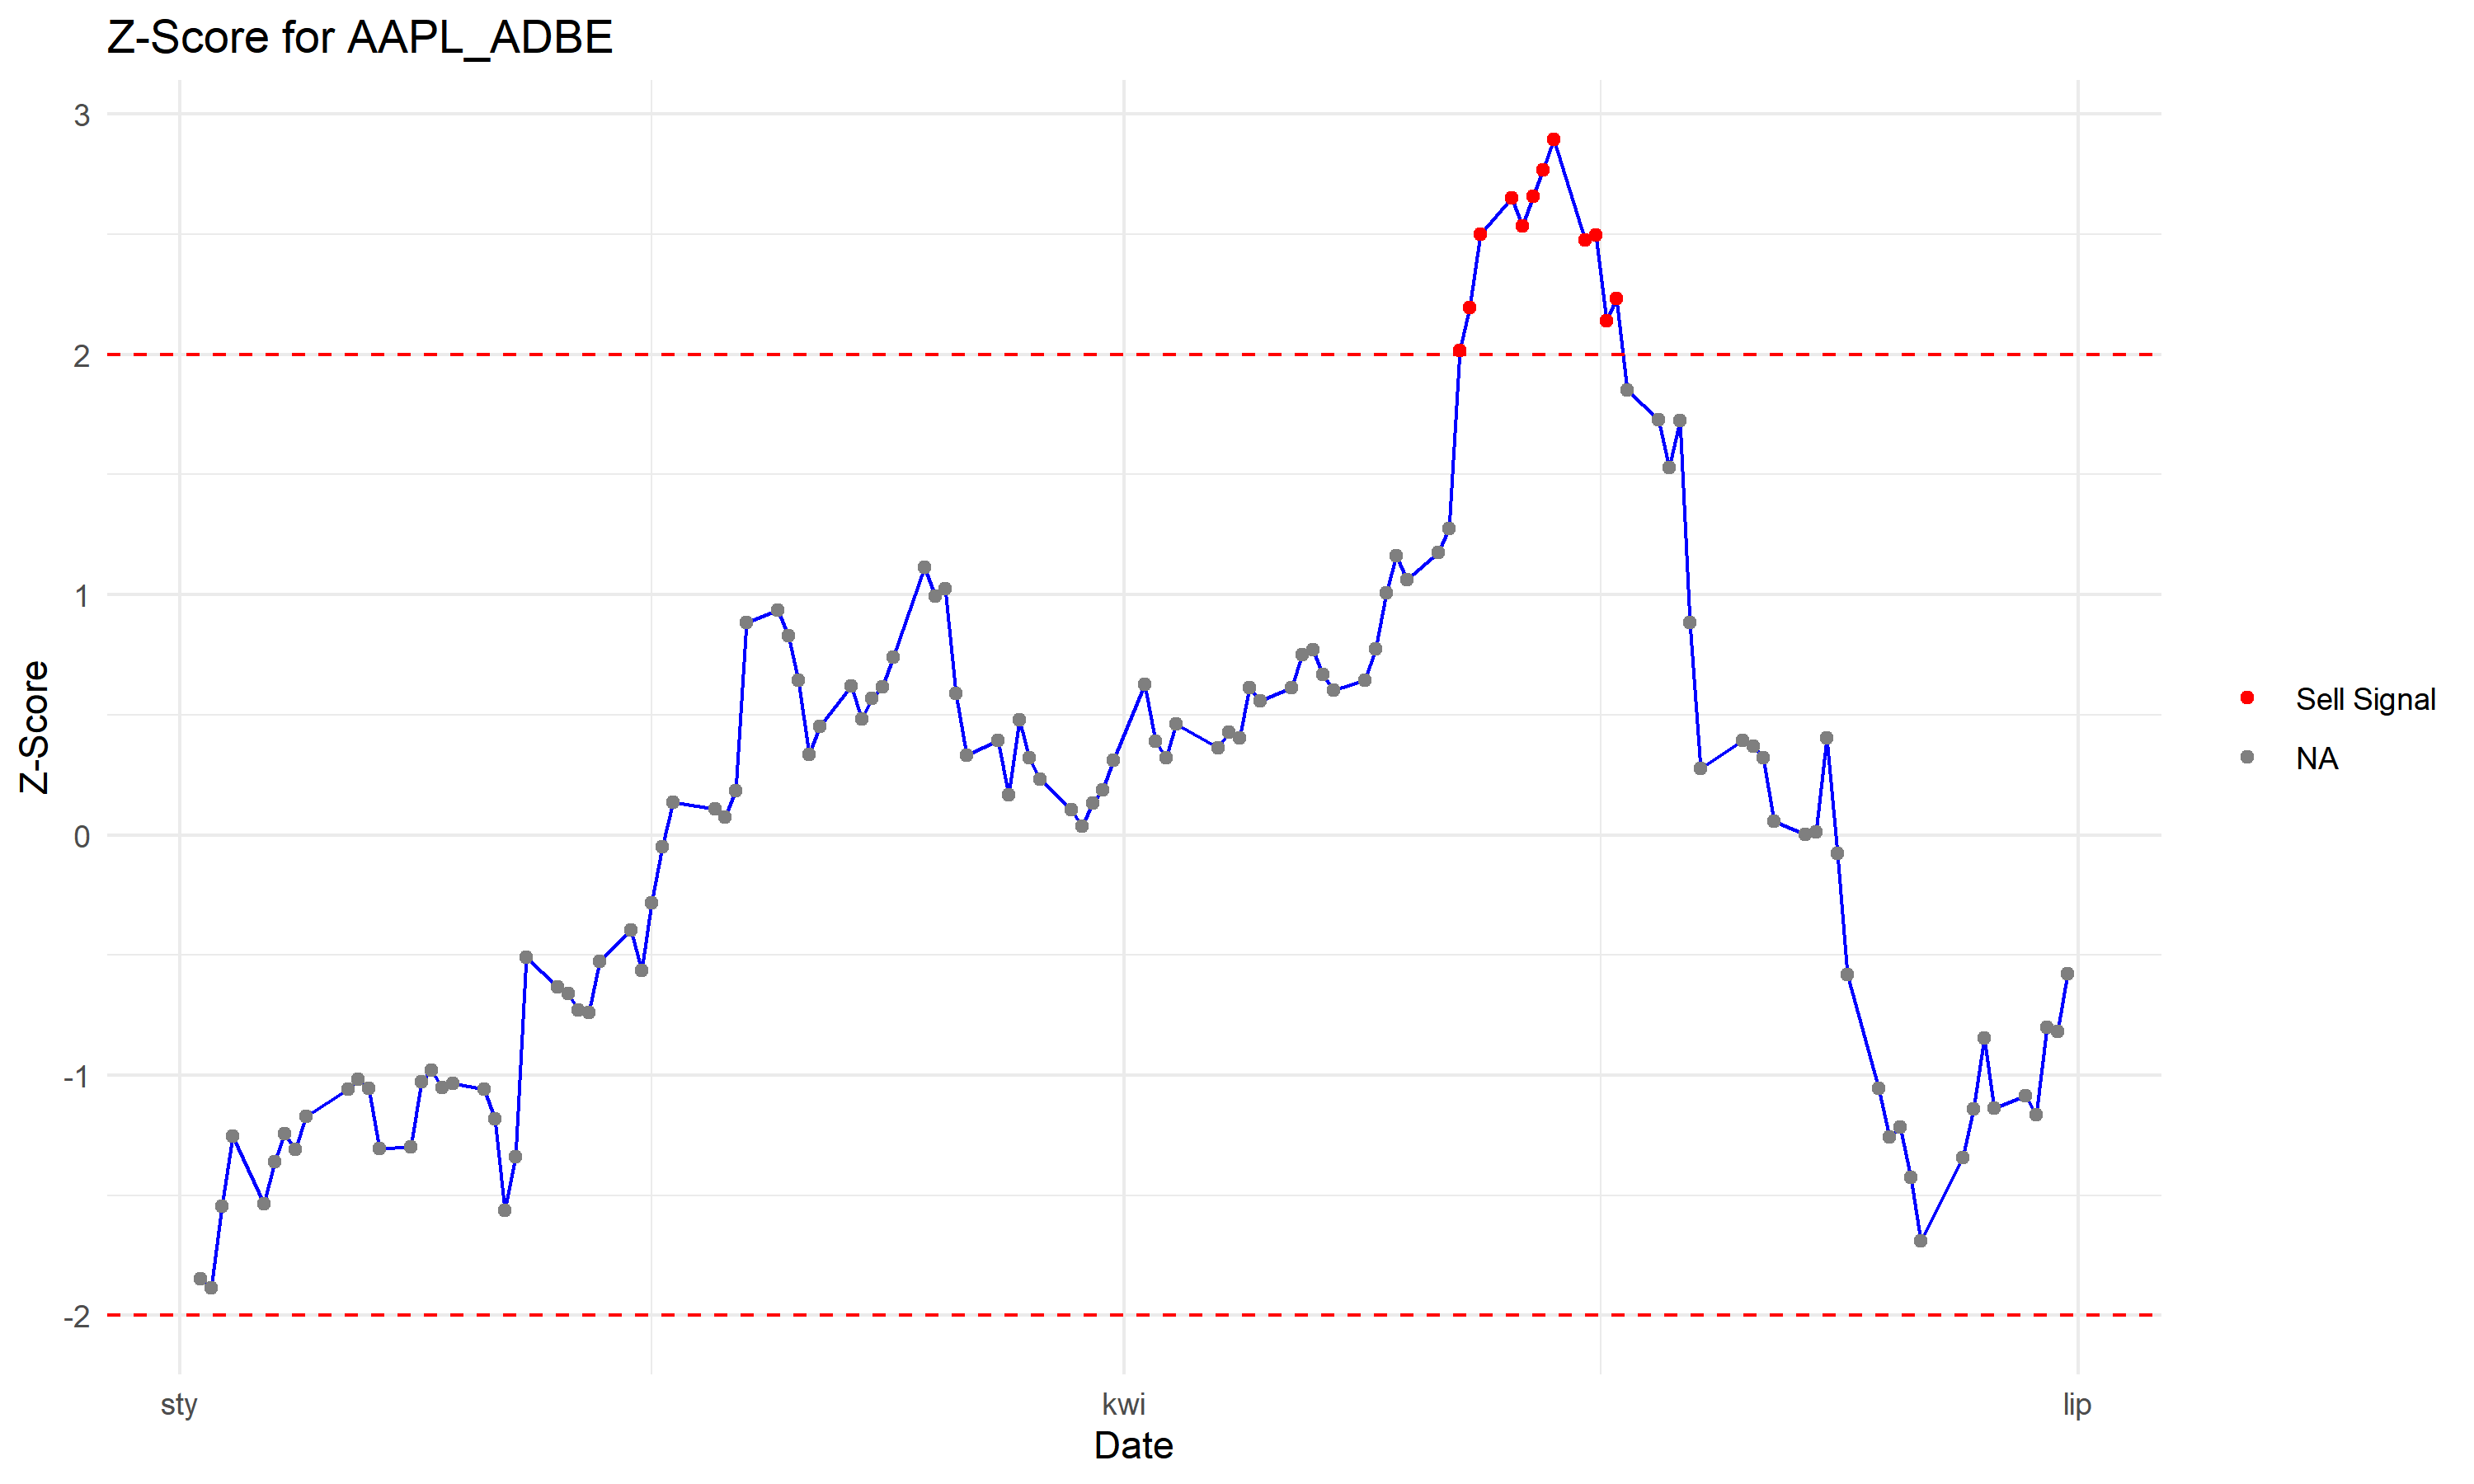 Z-Score for AAPL_ADBE
3
2
1
0
-1
-2
Z-Score
sty
kwi
lip
Date
Sell Signal
NA